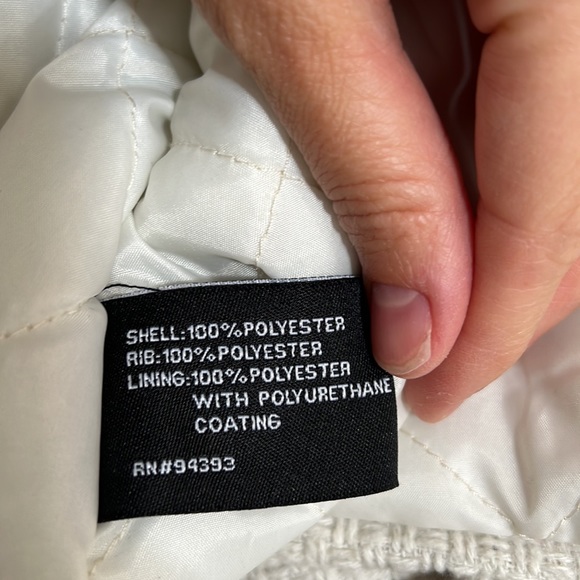 SHELL:100%POLYESTER
RIB:100%POLYESTER
LINING:100%POLYESTER
WITH POLYURETHANE
COATING
RN#94393